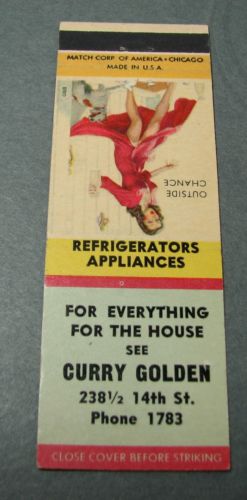 MATCH CORP OF AMERICA • CHICAGO
MADE IN U.S.A.
OUTSIDE
CHANCE
REFRIGERATORS
APPLIANCES
FOR EVERYTHING
FOR THE HOUSE
SEE
CURRY GOLDEN
238½ 14th St.
Phone 1783
CLOSE COVER BEFORE STRIKING